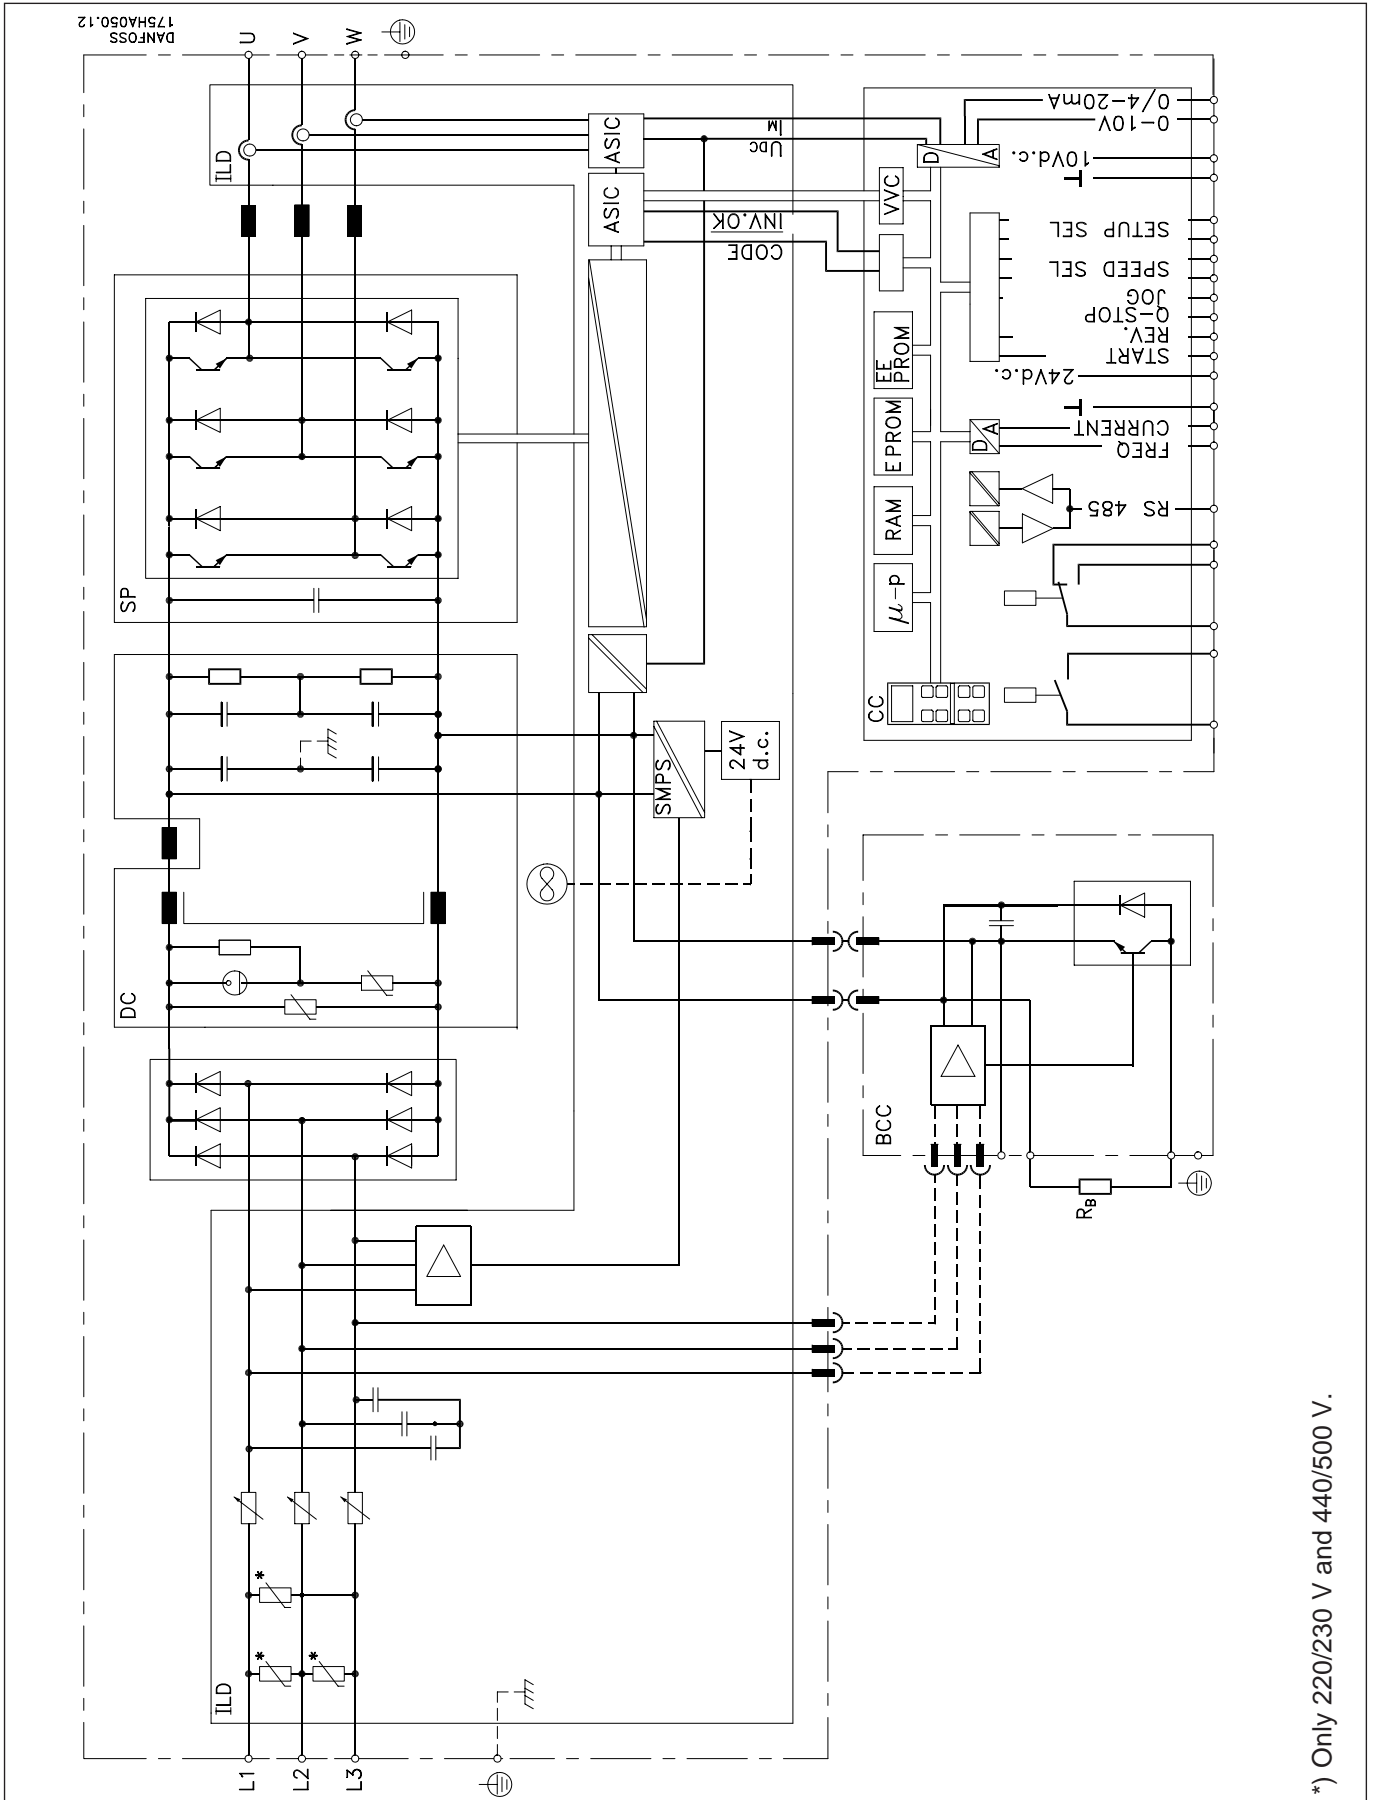 DANFOSS
175HA050.12
U
V
W
ILD
ASIC
ASIC
IM
UDC
INV.OK
CODE
D
A
VVC
0/4-20mA
0-10V
10Vd.c.
SETUP SEL
SPEED SEL
JOG
Q-STOP
REV.
START
24Vd.c.
CURRENT
FREQ
RS 485
EE
PROM
EPROM
RAM
μ-p
D
A
CC
SP
SMPS
24V
d.c.
DC
BCC
RB
ILD
*
*
*
L1
L2
L3
*) Only 220/230 V and 440/500 V.